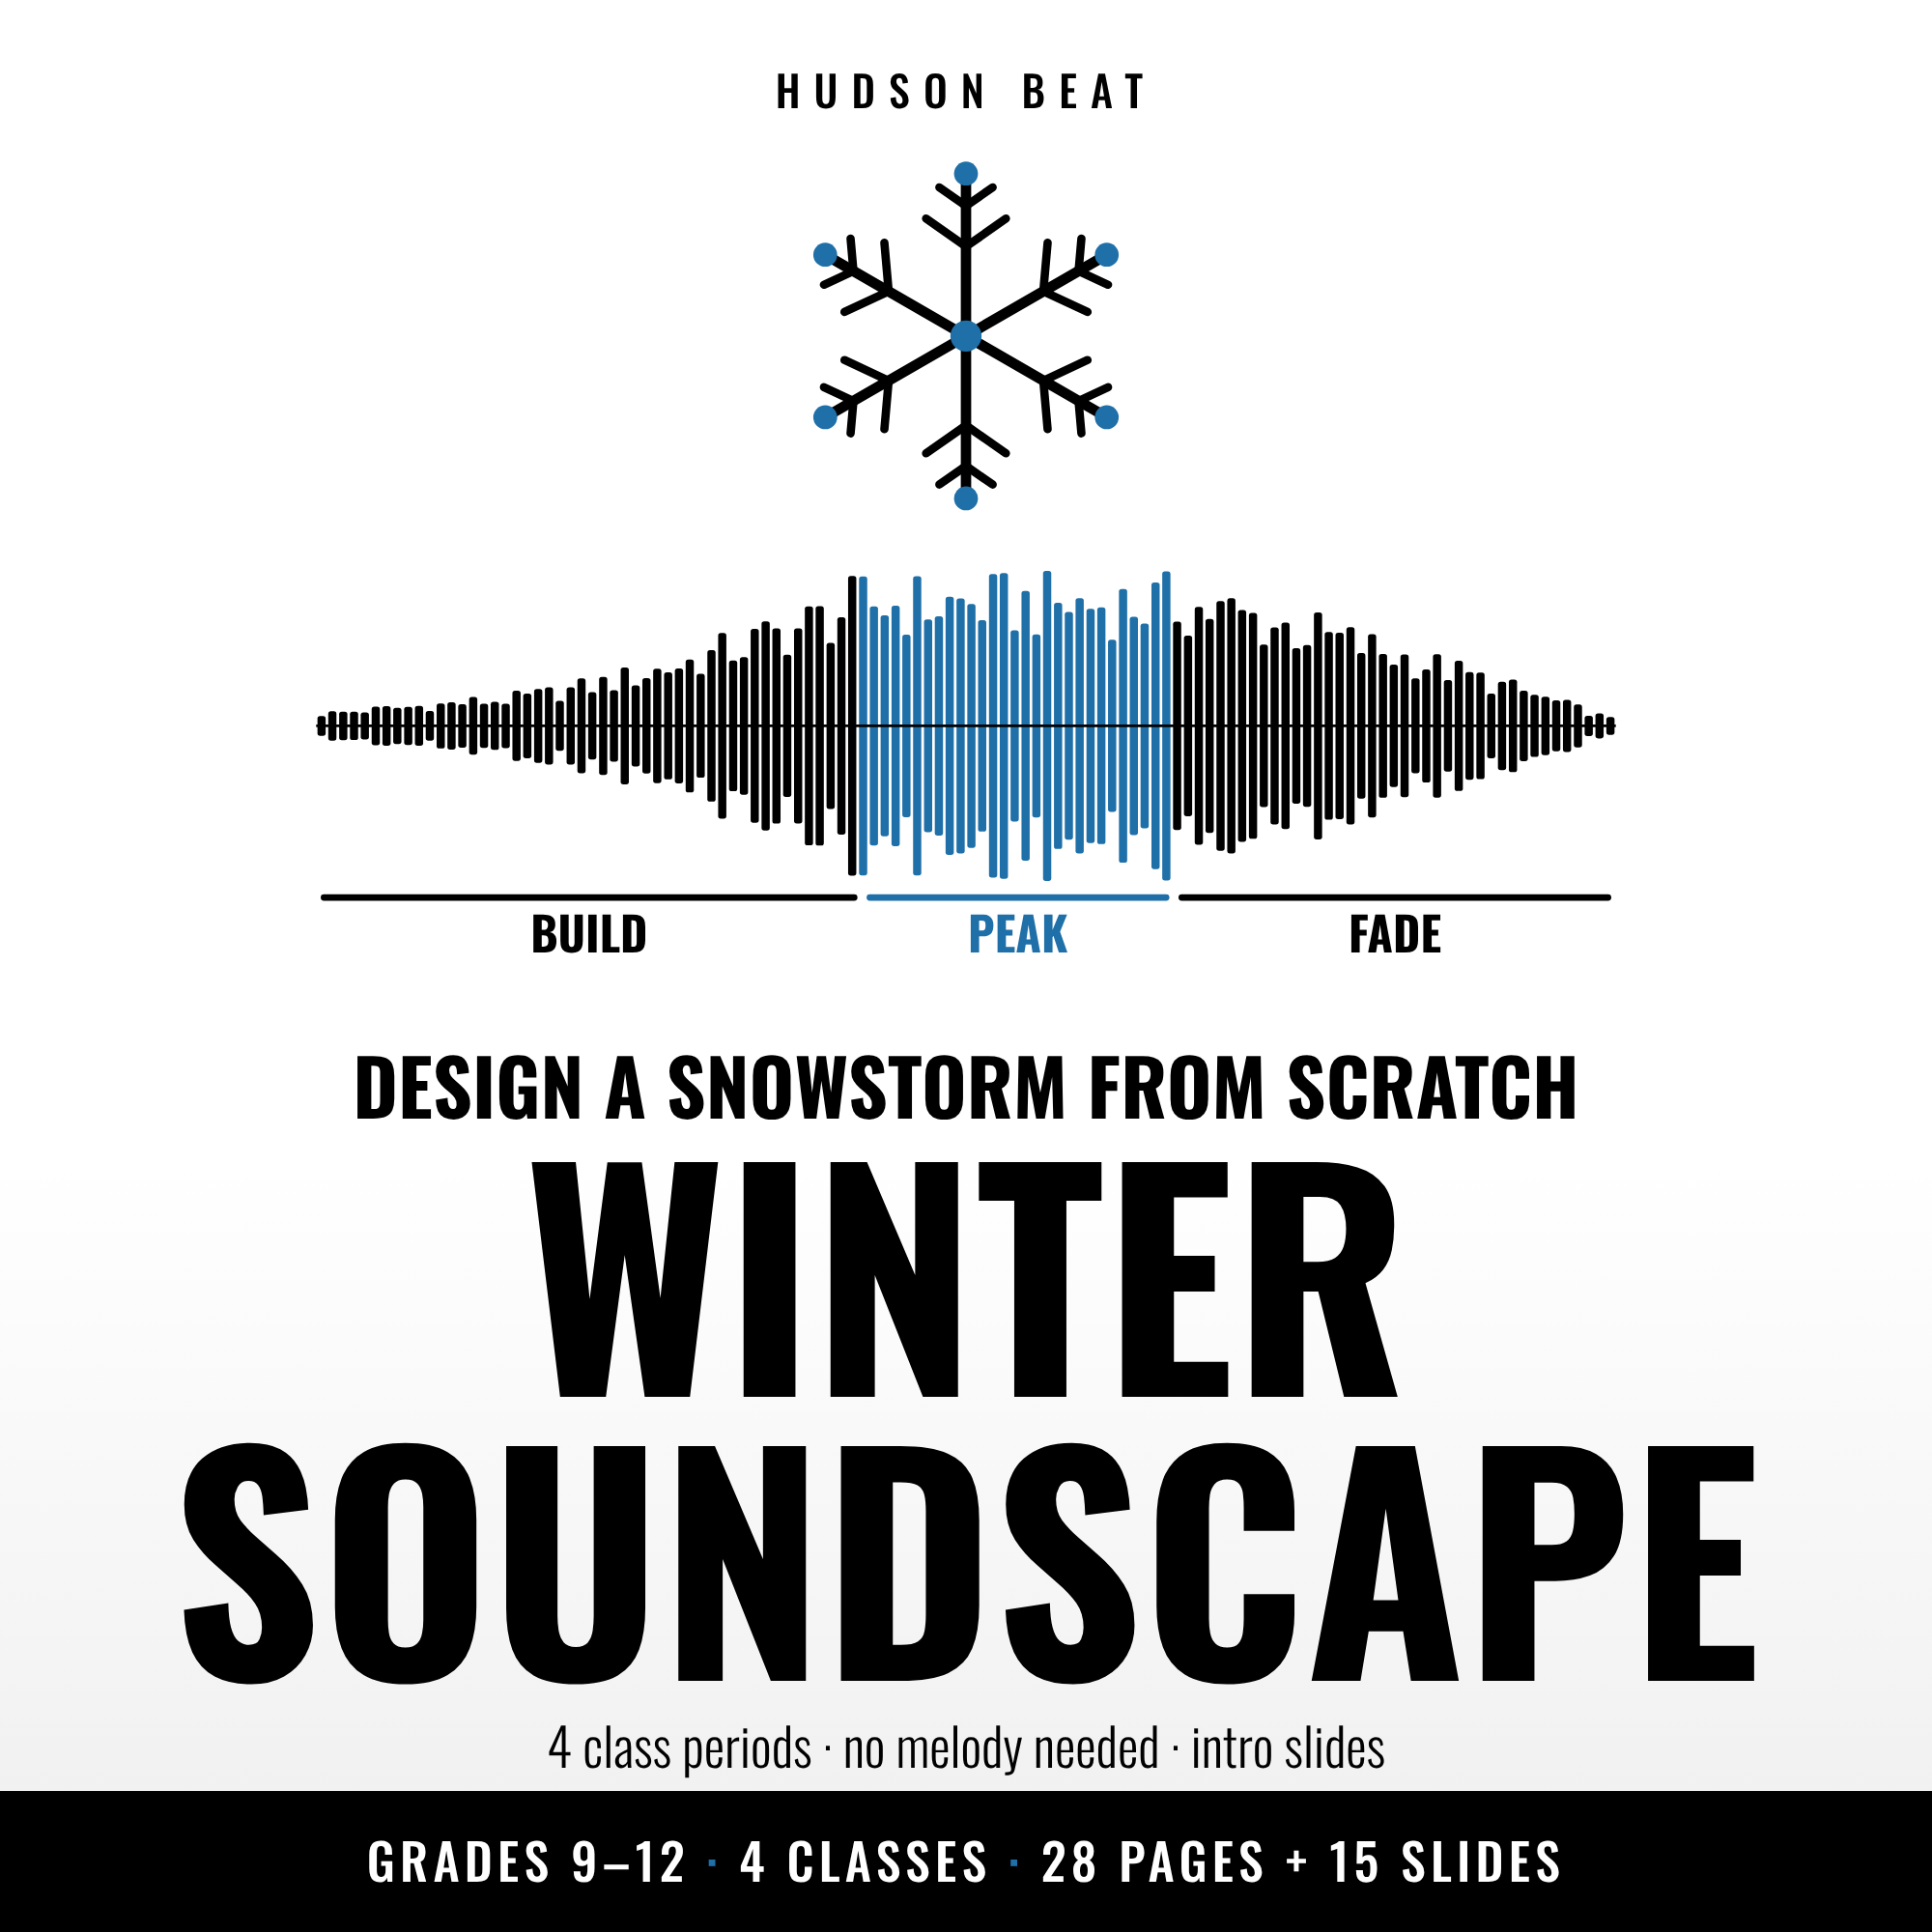 HUDSON BEAT
BUILD PEAK FADE
DESIGN A SNOWSTORM FROM SCRATCH
WINTER
SOUNDSCAPE
4 class periods · no melody needed · intro slides
GRADES 9–12 · 4 CLASSES · 28 PAGES + 15 SLIDES